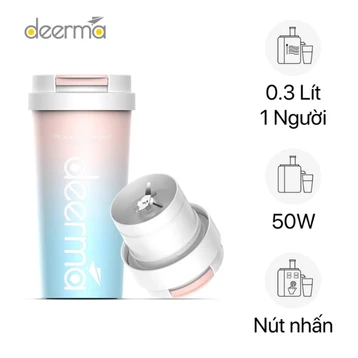 deerma
0.3 Lít
1 Người
deerma
50W
Nút nhấn